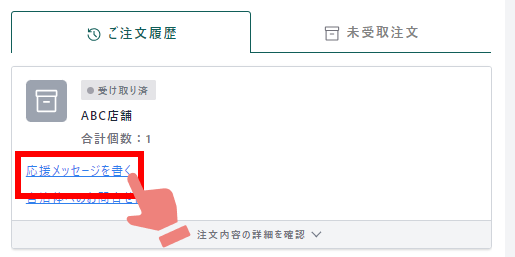 ご注文履歴
未受取注文
受け取り済
ABC店舗
合計個数：1
応援メッセージを書く
注文内容の詳細を確認